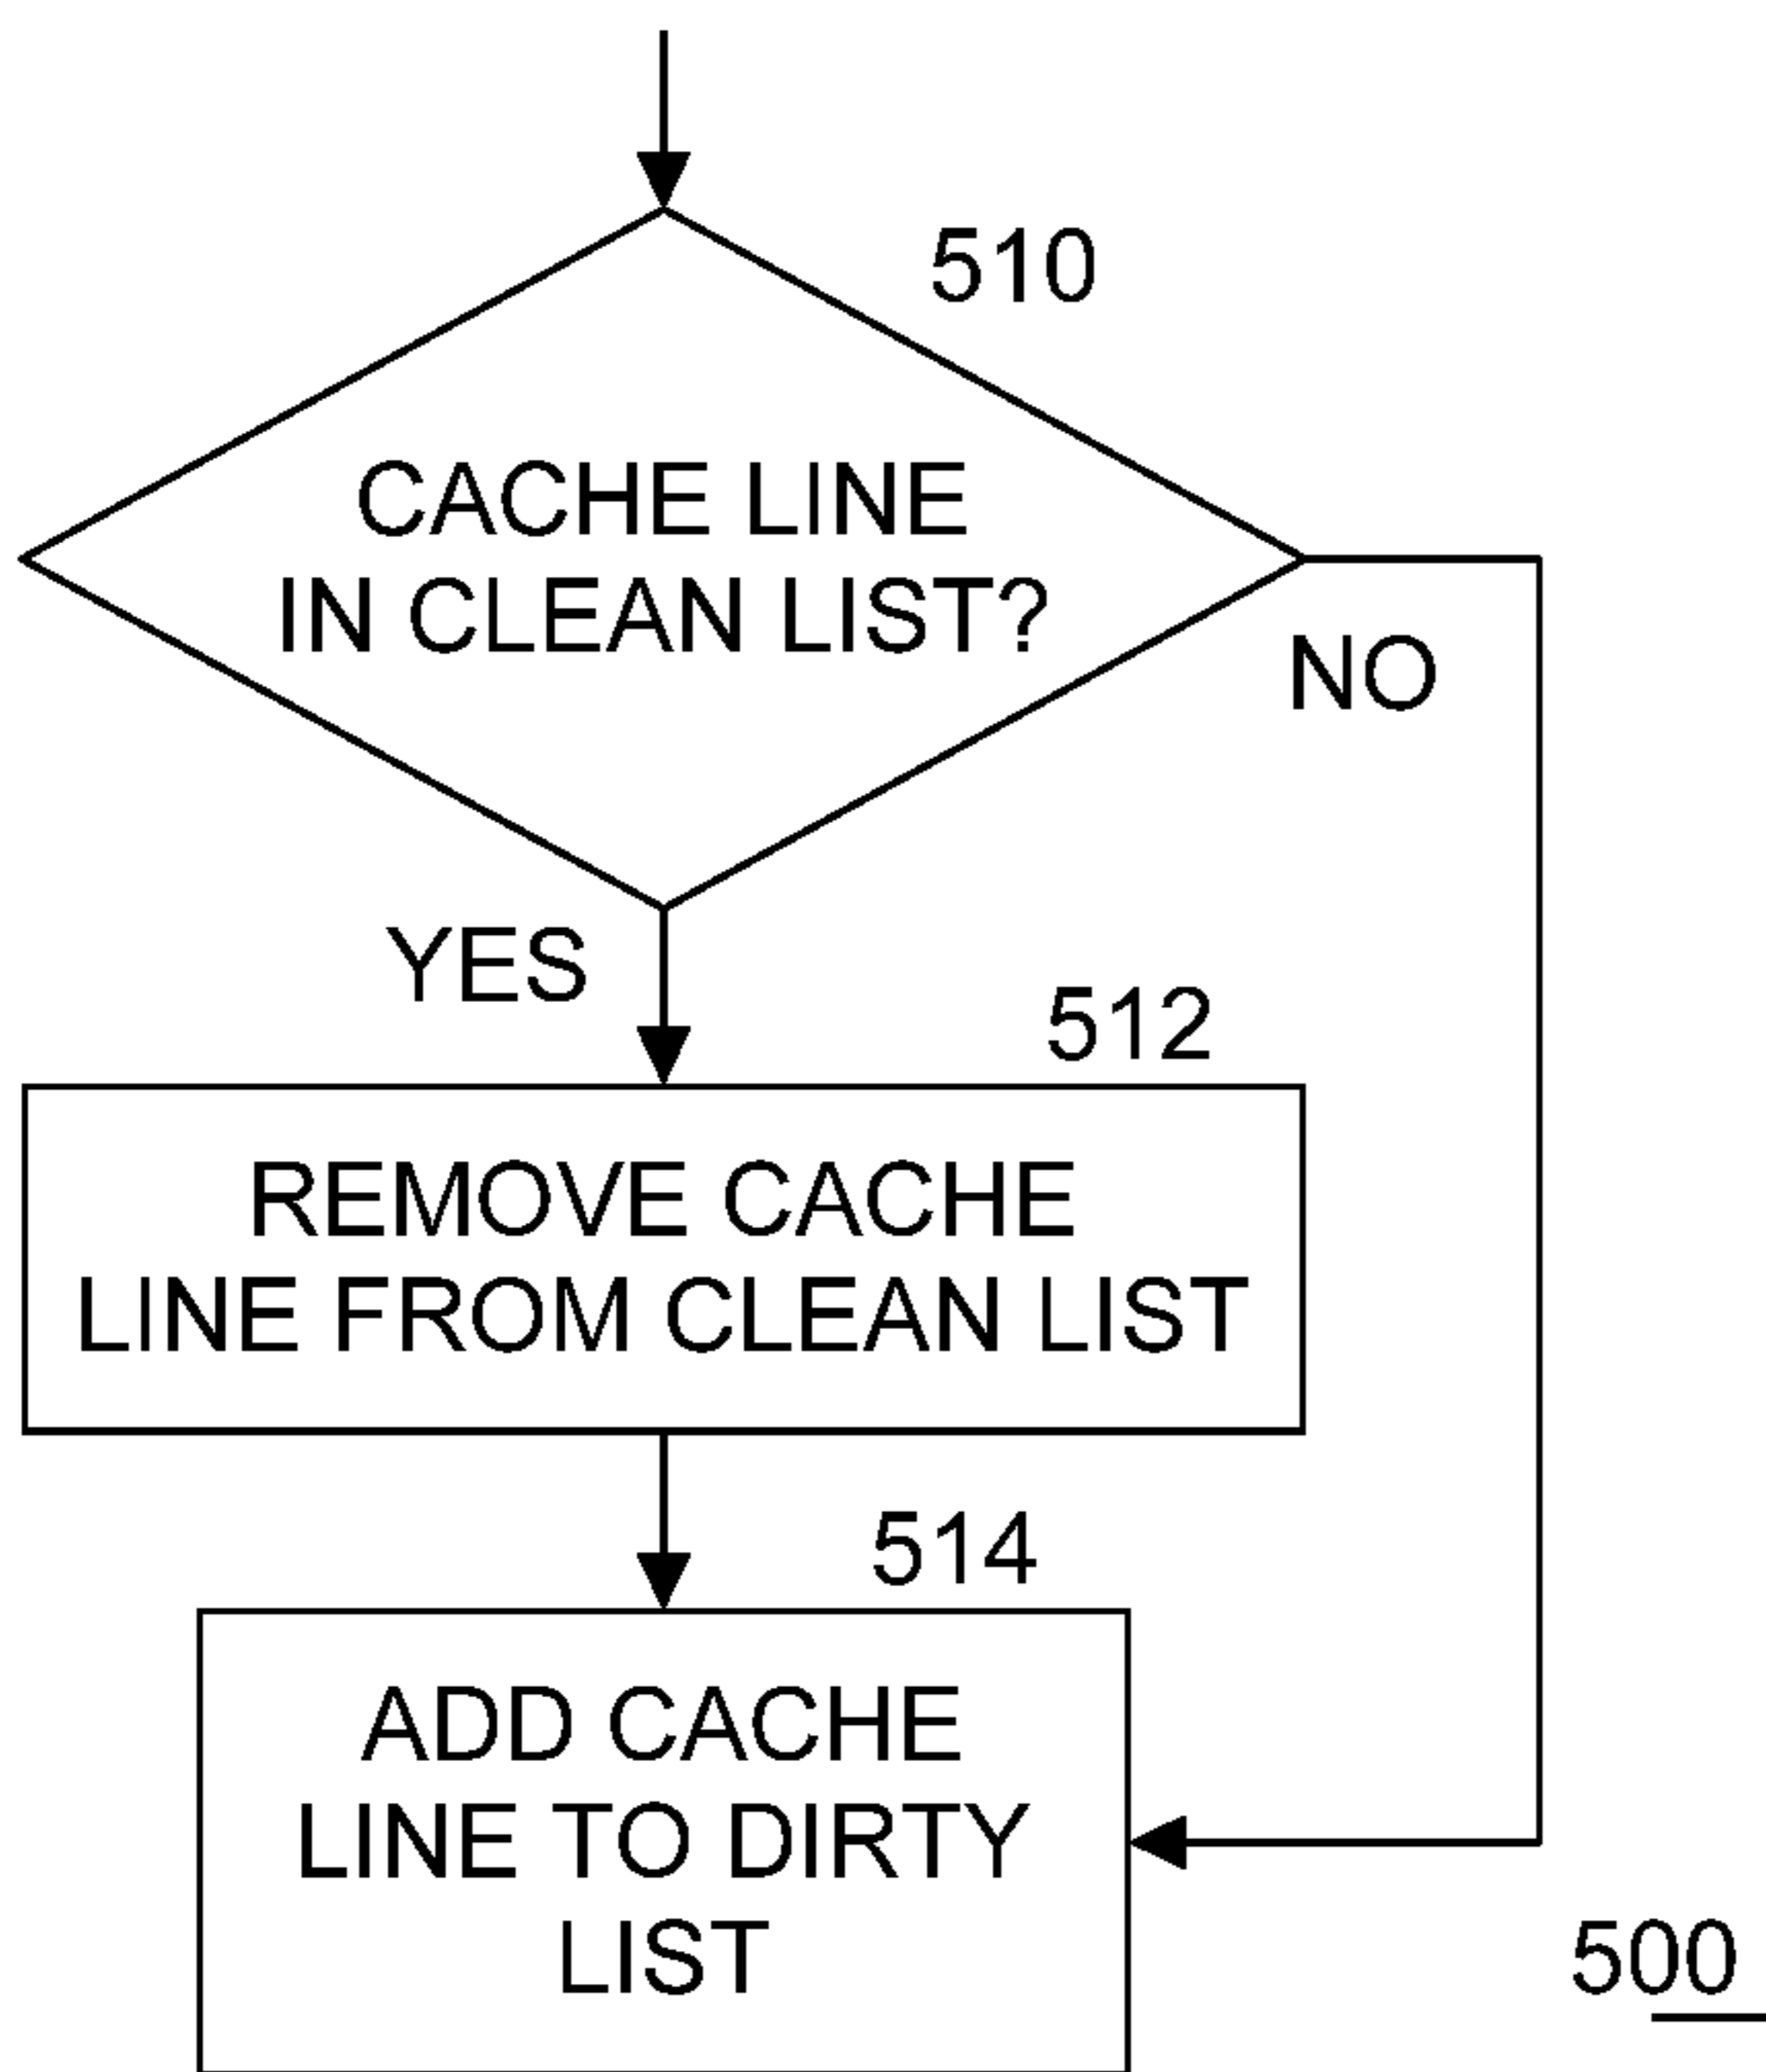 510
CACHE LINE
IN CLEAN LIST?
NO
YES
512
REMOVE CACHE
LINE FROM CLEAN LIST
514
ADD CACHE
LINE TO DIRTY
LIST
500